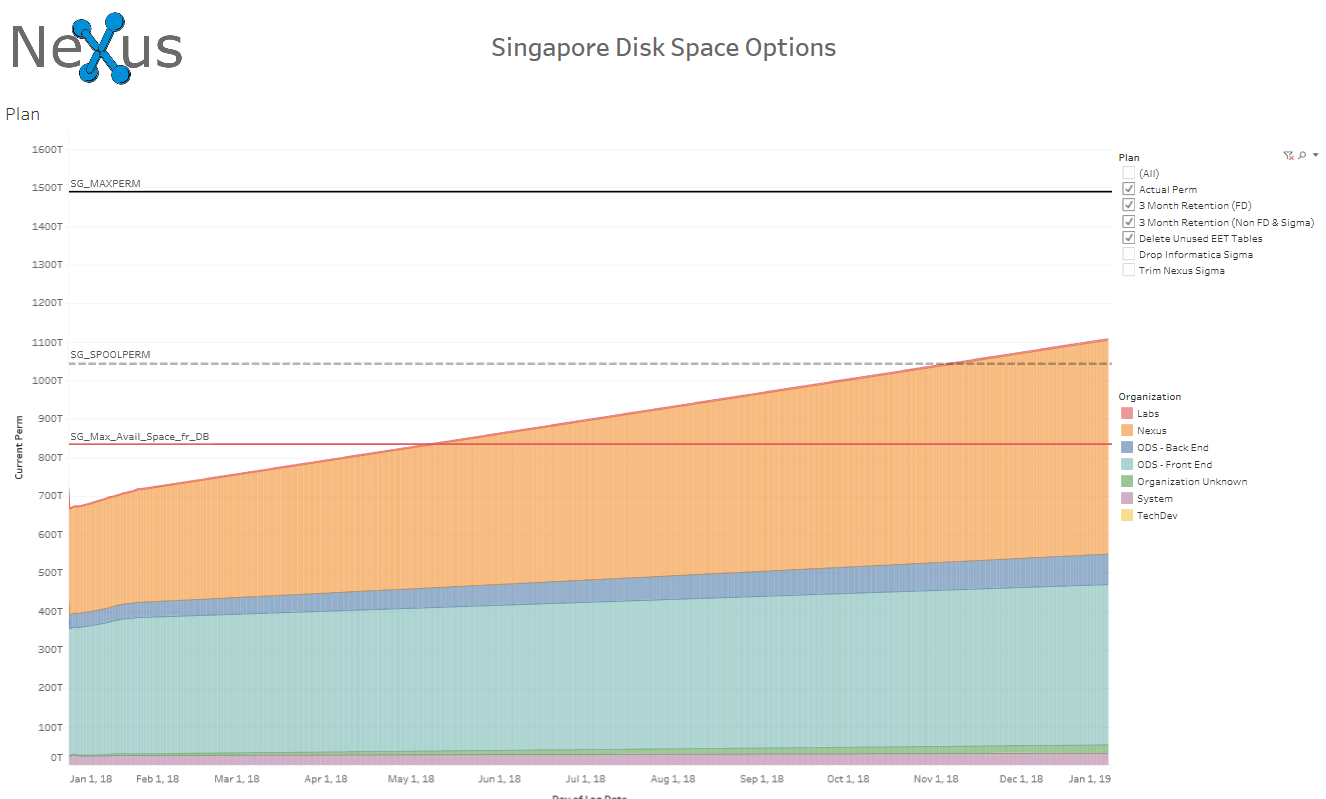 Nexus
Singapore Disk Space Options
Plan
1600T
SG_MAXPERM
1500T
1400T
1300T
1200T
1100T
SG_SPOOLPERM
1000T
900T
SG_Max_Avail_Space_fr_DB
800T
700T
600T
500T
400T
300T
200T
100T
0T
Current Perm
Jan 1, 18 Feb 1, 18 Mar 1, 18 Apr 1, 18 May 1, 18 Jun 1, 18 Jul 1, 18 Aug 1, 18 Sep 1, 18 Oct 1, 18 Nov 1, 18 Dec 1, 18 Jan 1, 19
Day of Log Date
Plan
(All)
Actual Perm
3 Month Retention (FD)
3 Month Retention (Non FD & Sigma)
Delete Unused EET Tables
Drop Informatica Sigma
Trim Nexus Sigma
Organization
Labs
Nexus
ODS - Back End
ODS - Front End
Organization Unknown
System
TechDev